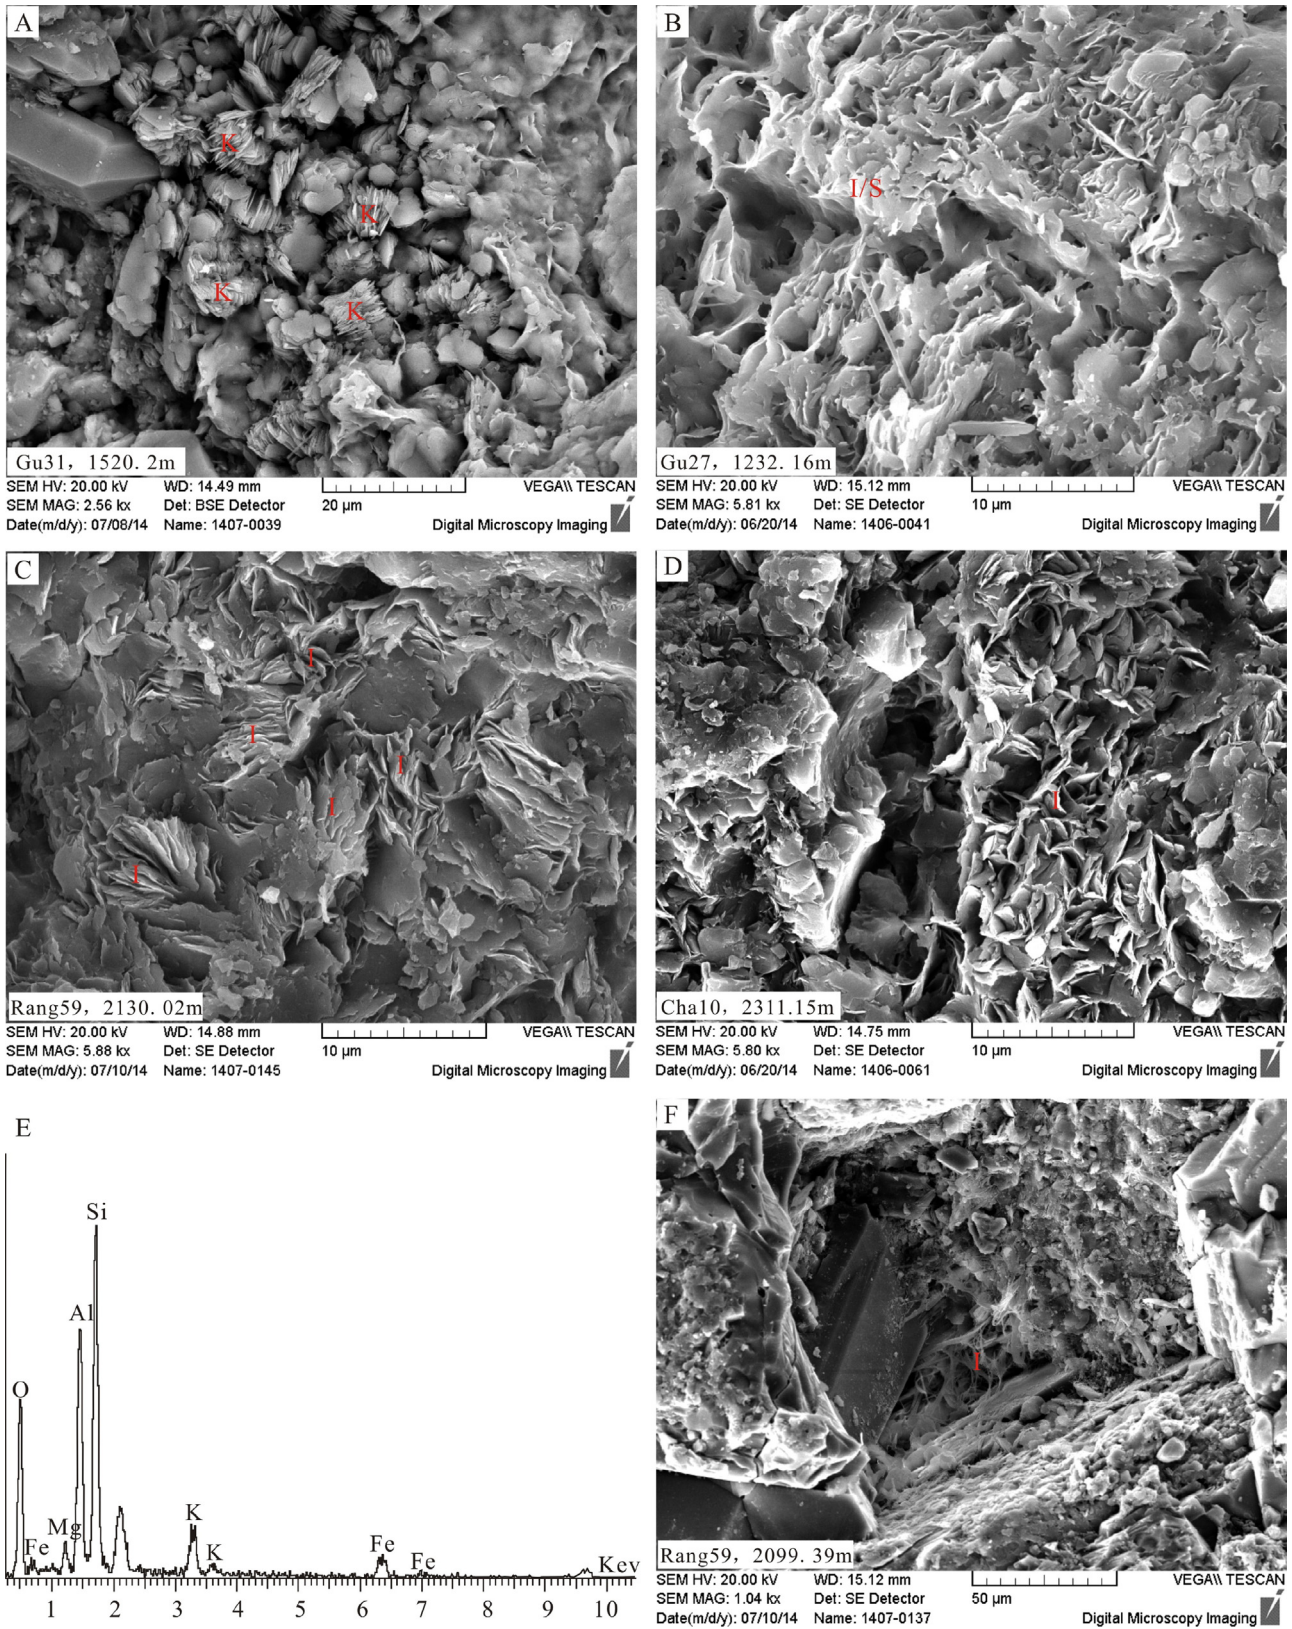 A
K
K
K
K
Gu31, 1520. 2m
SEM HV: 20.00 kV WD: 14.49 mm VEGA\\ TESCAN
SEM MAG: 2.56 kx Det: BSE Detector 20 µm
Date(m/d/y): 07/08/14 Name: 1407-0039 Digital Microscopy Imaging
B
I/S
Gu27, 1232. 16m
SEM HV: 20.00 kV WD: 15.12 mm VEGA\\ TESCAN
SEM MAG: 5.81 kx Det: SE Detector 10 µm
Date(m/d/y): 06/20/14 Name: 1406-0041 Digital Microscopy Imaging
C
I
I
I
I
I
Rang59, 2130. 02m
SEM HV: 20.00 kV WD: 14.88 mm VEGA\\ TESCAN
SEM MAG: 5.88 kx Det: SE Detector 10 µm
Date(m/d/y): 07/10/14 Name: 1407-0145 Digital Microscopy Imaging
D
I
Cha10, 2311.15m
SEM HV: 20.00 kV WD: 14.75 mm VEGA\\ TESCAN
SEM MAG: 5.80 kx Det: SE Detector 10 µm
Date(m/d/y): 06/20/14 Name: 1406-0061 Digital Microscopy Imaging
E
Si
Al
O
Fe Mg K K Fe Fe Kev
1 2 3 4 5 6 7 8 9 10
F
I
Rang59, 2099. 39m
SEM HV: 20.00 kV WD: 15.12 mm VEGA\\ TESCAN
SEM MAG: 1.04 kx Det: SE Detector 50 µm
Date(m/d/y): 07/10/14 Name: 1407-0137 Digital Microscopy Imaging